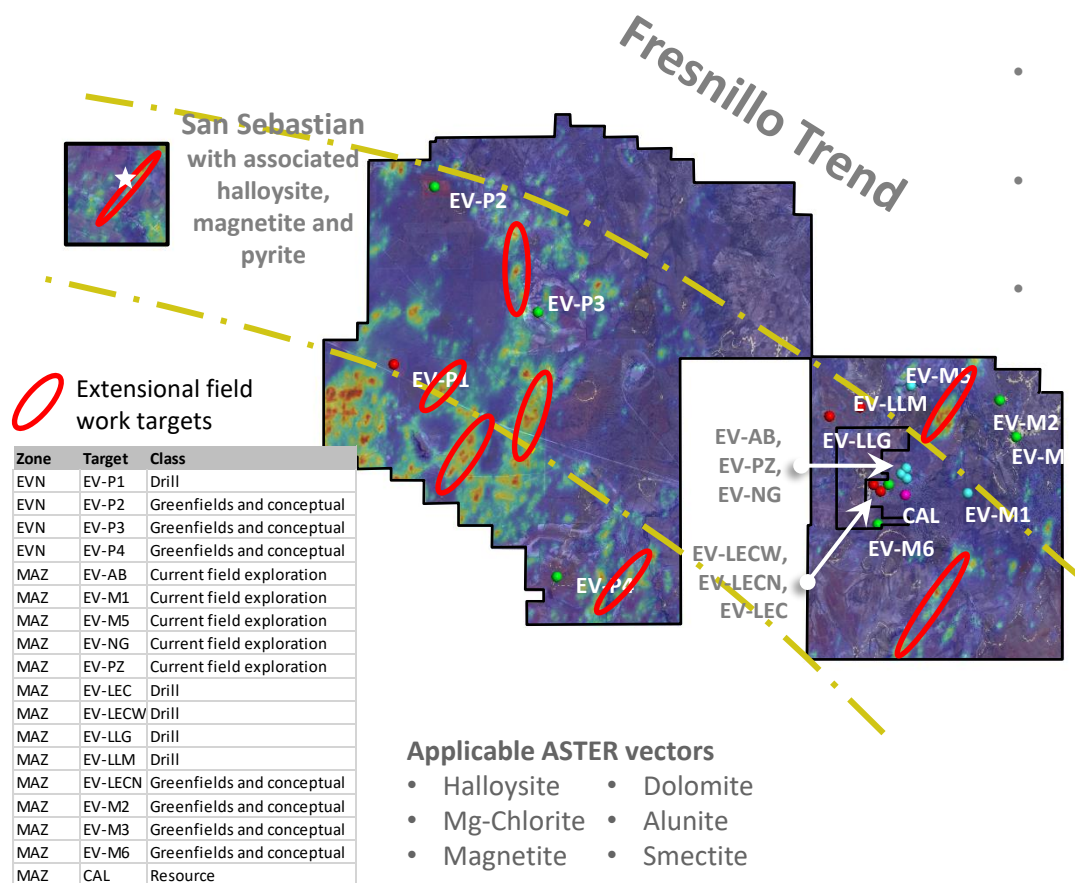 Fresnillo Trend
San Sebastian
with associated
halloysite,
magnetite and
pyrite
EV-P2
EV-P3
EV-P1
EV-P4
Extensional field
work targets
EV-M5
EV-LLM
EV-M2
EV-LLG
EV-M
EV-AB,
EV-PZ,
EV-NG
EV-M1
CAL
EV-M6
EV-LECW,
EV-LECN,
EV-LEC
Zone Target Class
EVN EV-P1 Drill
EVN EV-P2 Greenfields and conceptual
EVN EV-P3 Greenfields and conceptual
EVN EV-P4 Greenfields and conceptual
MAZ EV-AB Current field exploration
MAZ EV-M1 Current field exploration
MAZ EV-M5 Current field exploration
MAZ EV-NG Current field exploration
MAZ EV-PZ Current field exploration
MAZ EV-LEC Drill
MAZ EV-LECW Drill
MAZ EV-LLG Drill
MAZ EV-LLM Drill
MAZ EV-LECN Greenfields and conceptual
MAZ EV-M2 Greenfields and conceptual
MAZ EV-M3 Greenfields and conceptual
MAZ EV-M6 Greenfields and conceptual
MAZ CAL Resource
Applicable ASTER vectors
• Halloysite • Dolomite
• Mg-Chlorite • Alunite
• Magnetite • Smectite